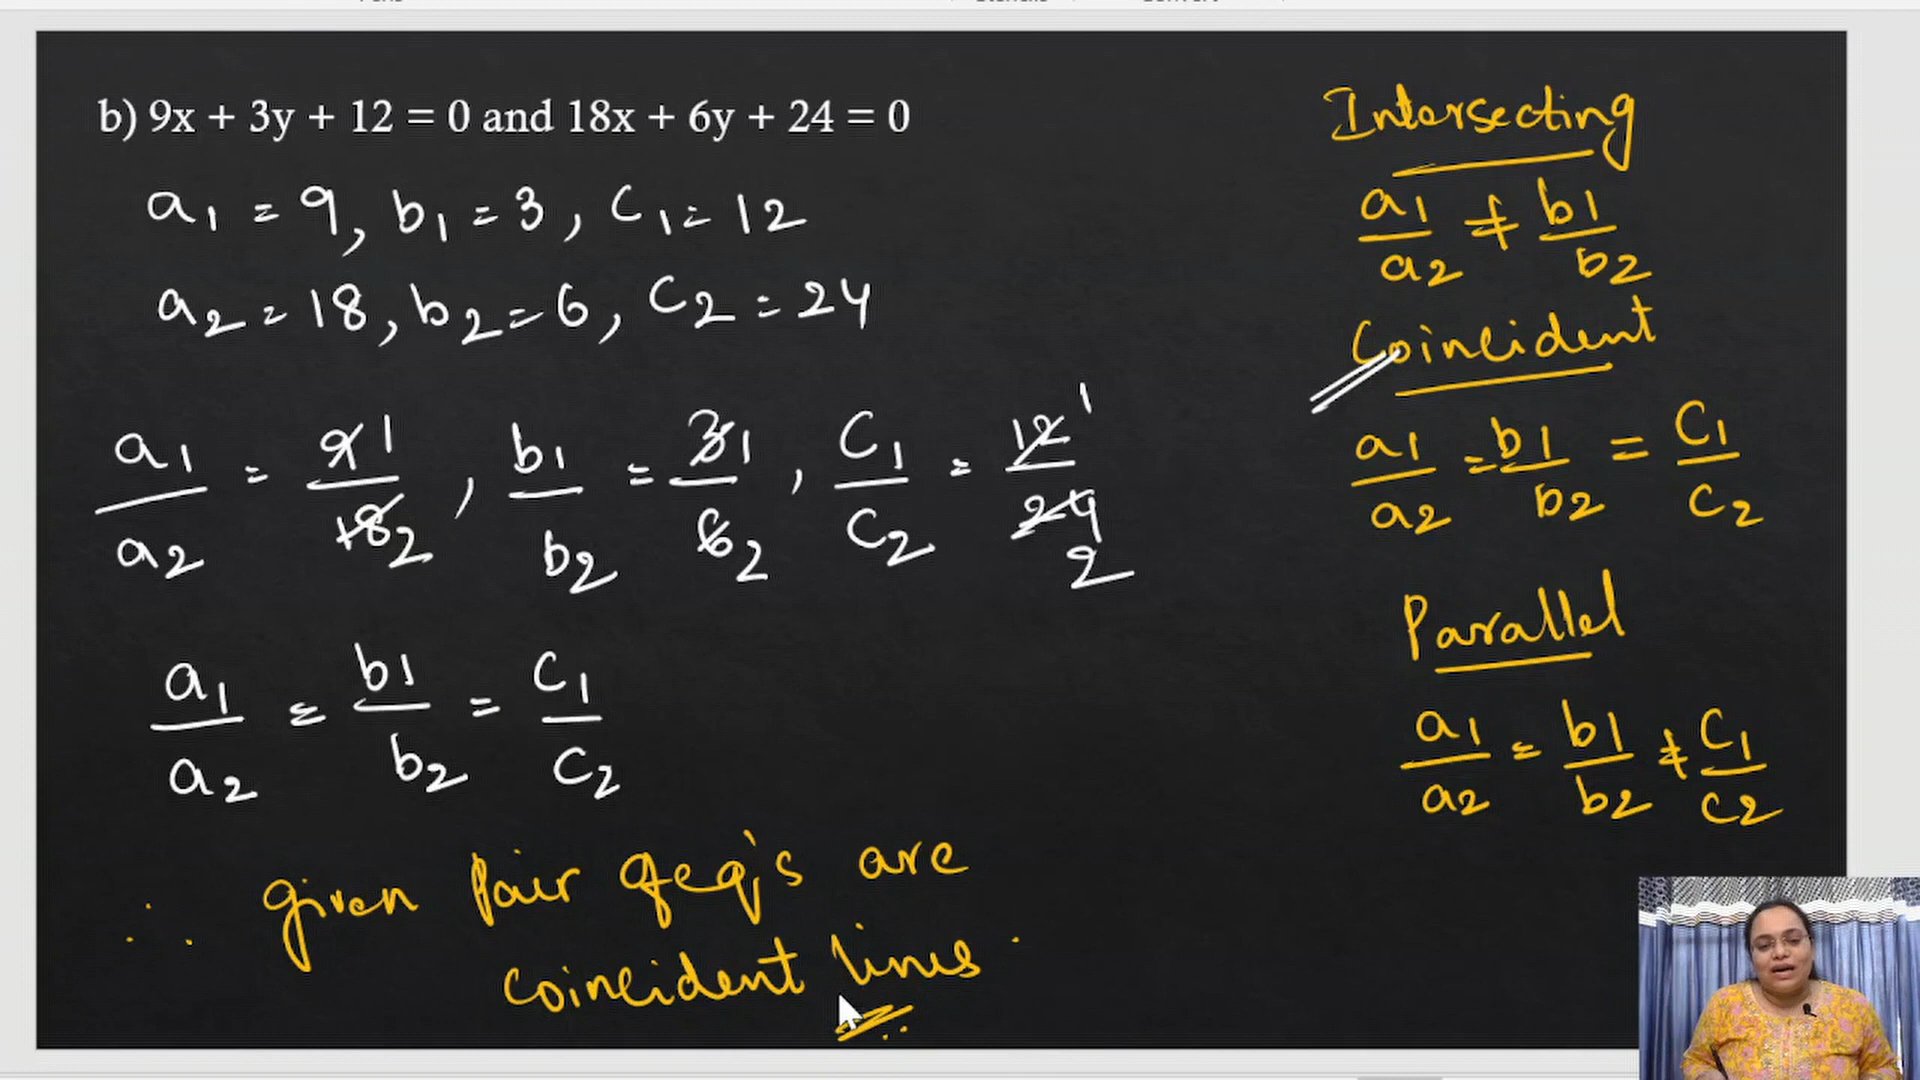 b) 9x + 3y + 12 = 0 and 18x + 6y + 24 = 0
a1 = 9, b1 = 3, C1 = 12
a2 = 18, b2 = 6, C2 = 24
a1/a2 = 9 1/18 2, b1/b2 = 3 1/6 2, C1/C2 = 12 1/24 2
a1/a2 = b1/b2 = C1/C2
∴ given pair of eq's are
coincident lines.
Intersecting
a1/a2 ≠ b1/b2
Coincident
a1/a2 = b1/b2 = C1/C2
Parallel
a1/a2 = b1/b2 ≠ C1/C2